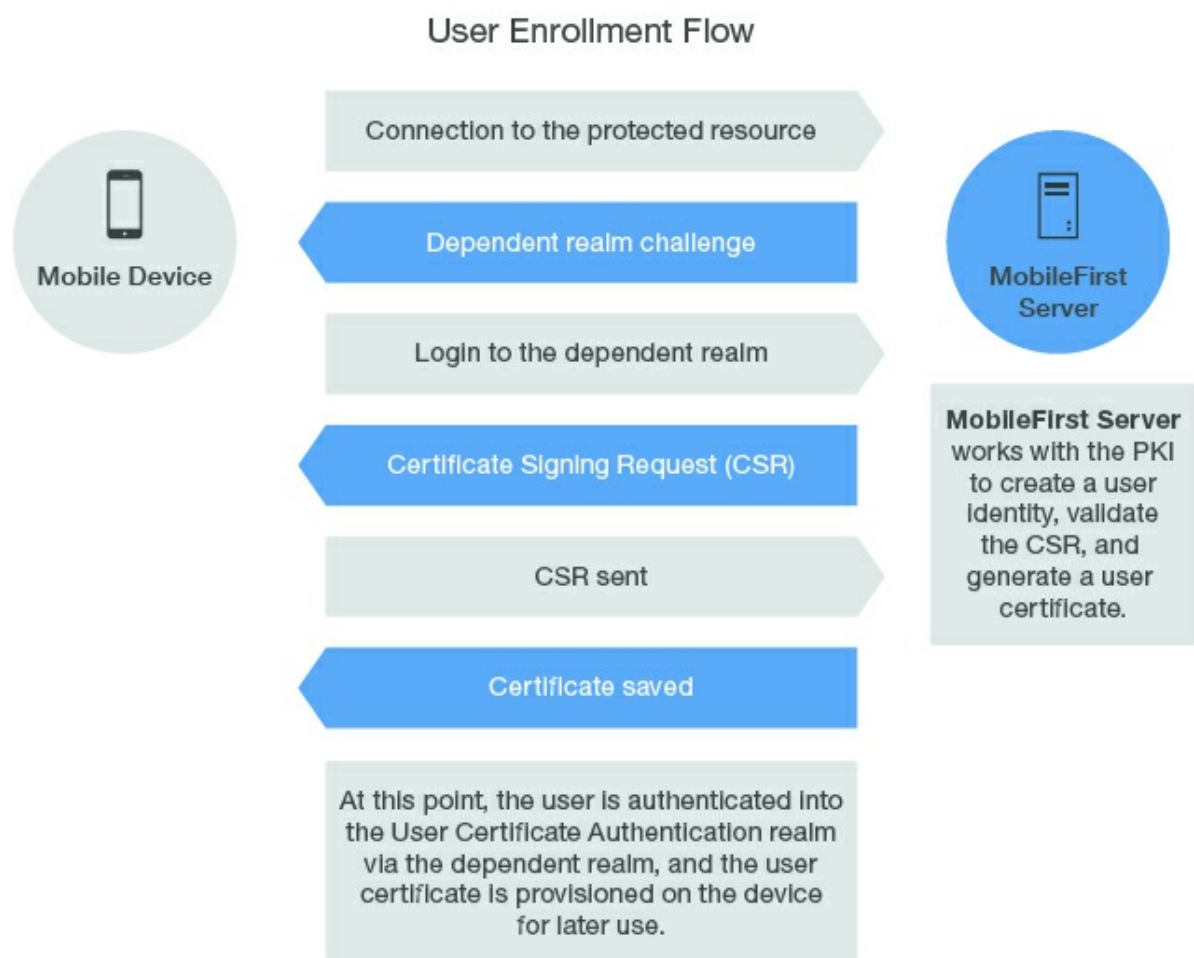 User Enrollment Flow
Connection to the protected resource
Mobile Device
Dependent realm challenge
MobileFirst
Server
Login to the dependent realm
Certificate Signing Request (CSR)
CSR sent
MobileFirst Server
works with the PKI
to create a user
identity, validate
the CSR, and
generate a user
certificate.
Certificate saved
At this point, the user is authenticated into
the User Certificate Authentication realm
via the dependent realm, and the user
certificate is provisioned on the device
for later use.